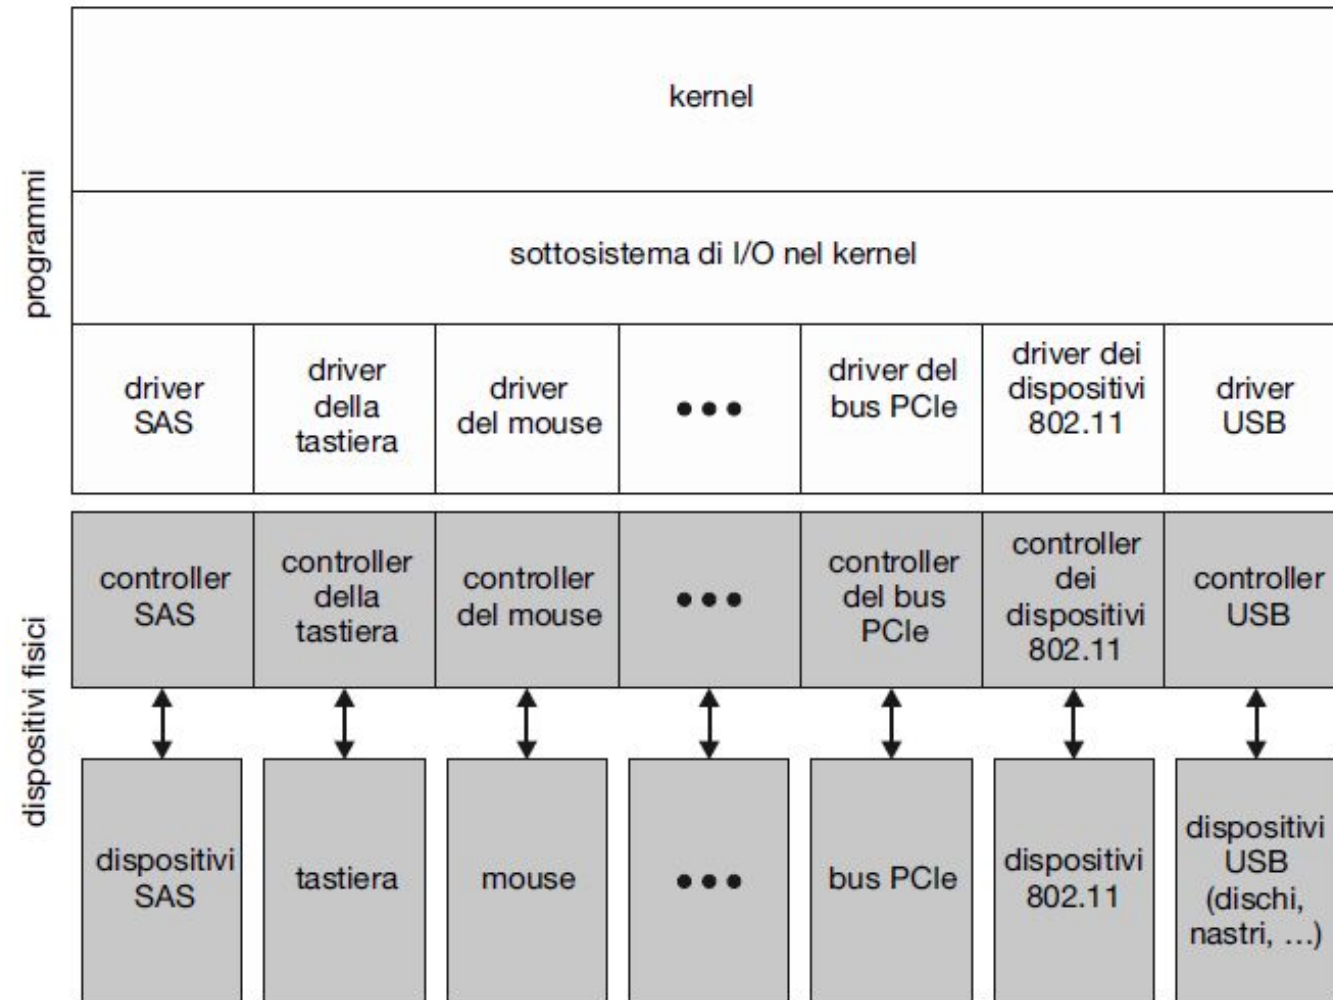 programmi
kernel
sottosistema di I/O nel kernel
driver
SAS
driver
della
tastiera
driver
del mouse
•••
driver del
bus PCIe
driver dei
dispositivi
802.11
driver
USB
dispositivi fisici
controller
SAS
controller
della
tastiera
controller
del mouse
•••
controller
del bus
PCIe
controller
dei
dispositivi
802.11
controller
USB
dispositivi
SAS
tastiera
mouse
•••
bus PCIe
dispositivi
802.11
dispositivi
USB
(dischi,
nastri, …)